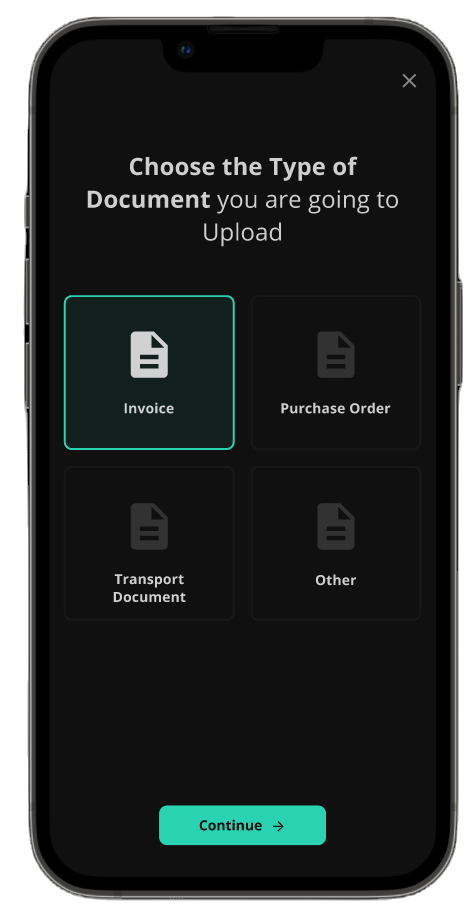 Choose the Type of
Document you are going to
Upload
Invoice
Purchase Order
Transport
Document
Other
Continue